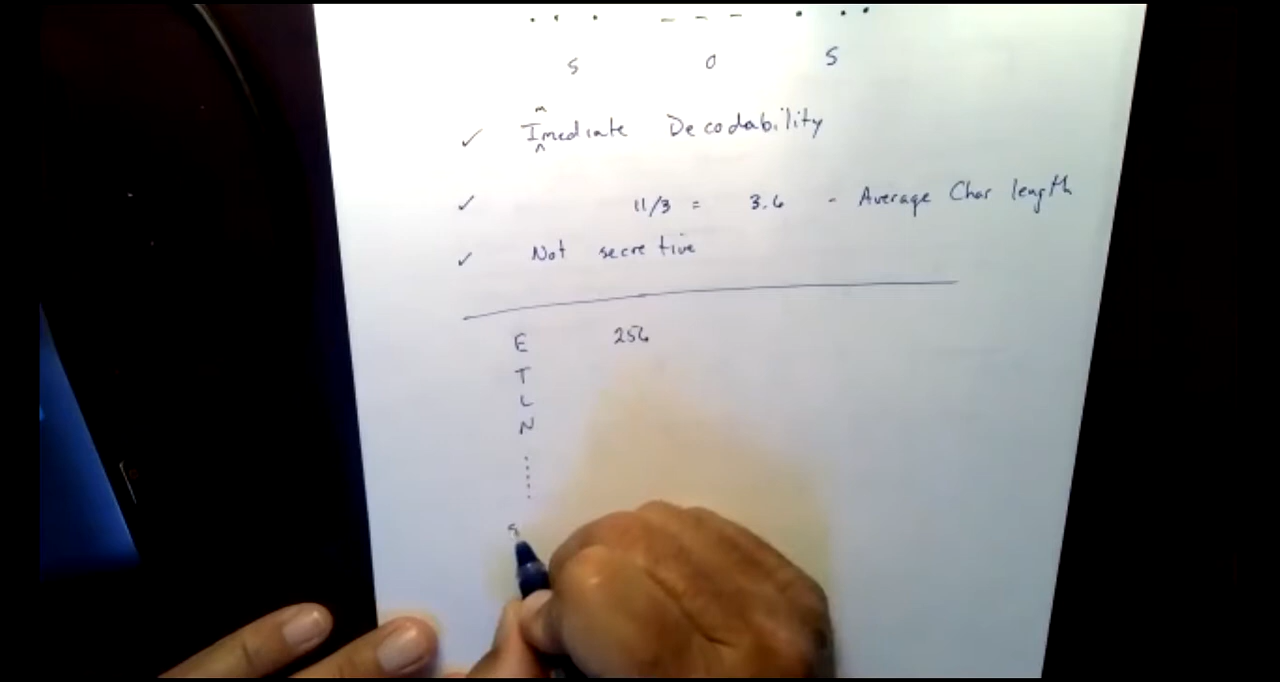 . . . _ _ _ . . .
S O S
Imediate Decodability
m
^
11/3 = 3.6 - Average Char length
Not secretive
E 256
T
L
N
......